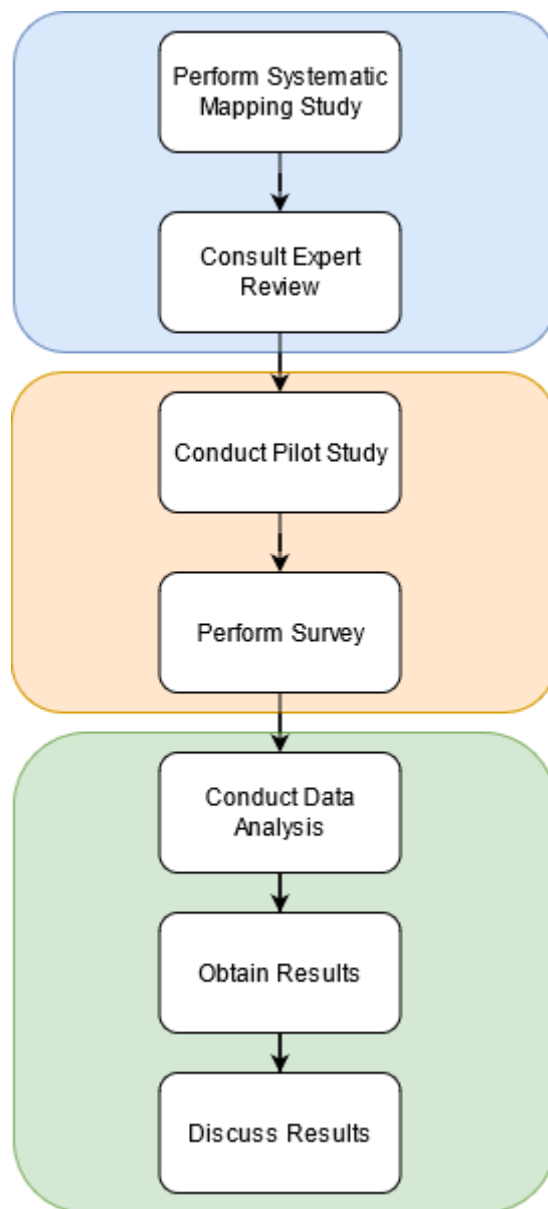 Perform Systematic
Mapping Study
Consult Expert
Review
Conduct Pilot Study
Perform Survey
Conduct Data
Analysis
Obtain Results
Discuss Results